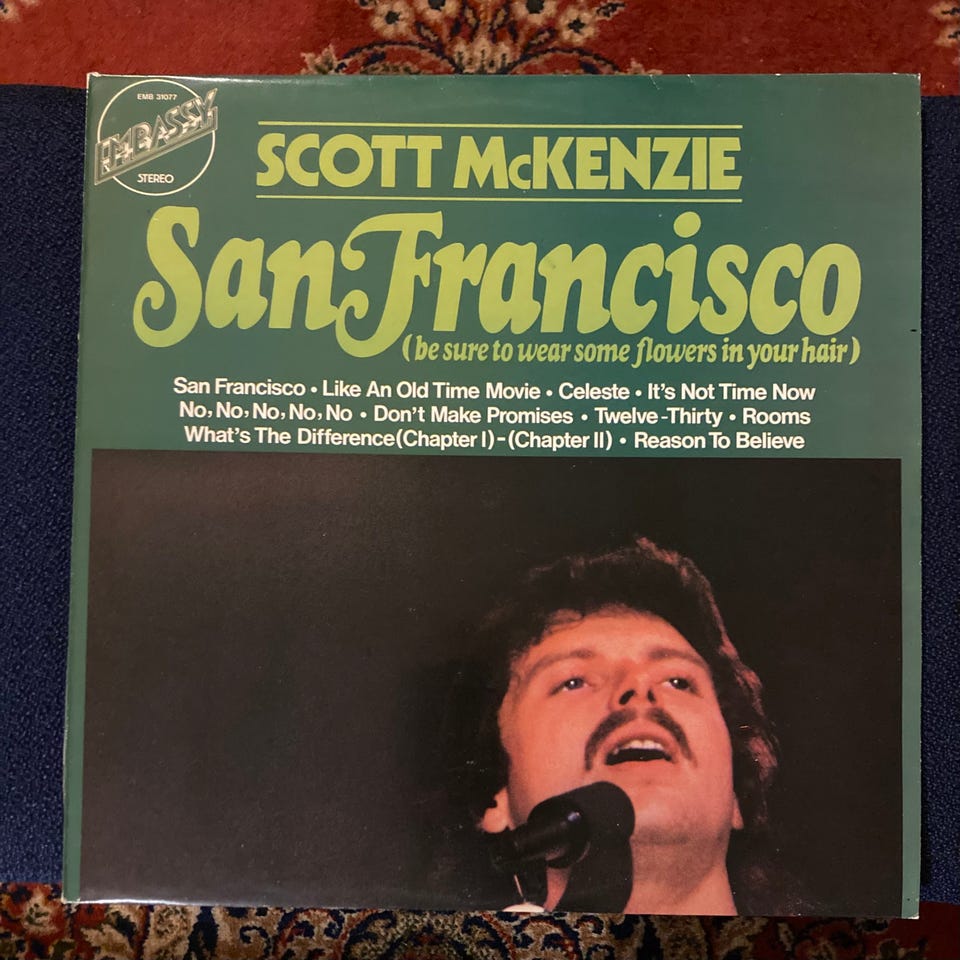 EMB 31077
EMBASSY
STEREO
SCOTT McKENZIE
San Francisco
(be sure to wear some flowers in your hair)
San Francisco • Like An Old Time Movie • Celeste • It's Not Time Now
No, No, No, No, No • Don't Make Promises • Twelve-Thirty • Rooms
What's The Difference(Chapter I)-(Chapter II) • Reason To Believe